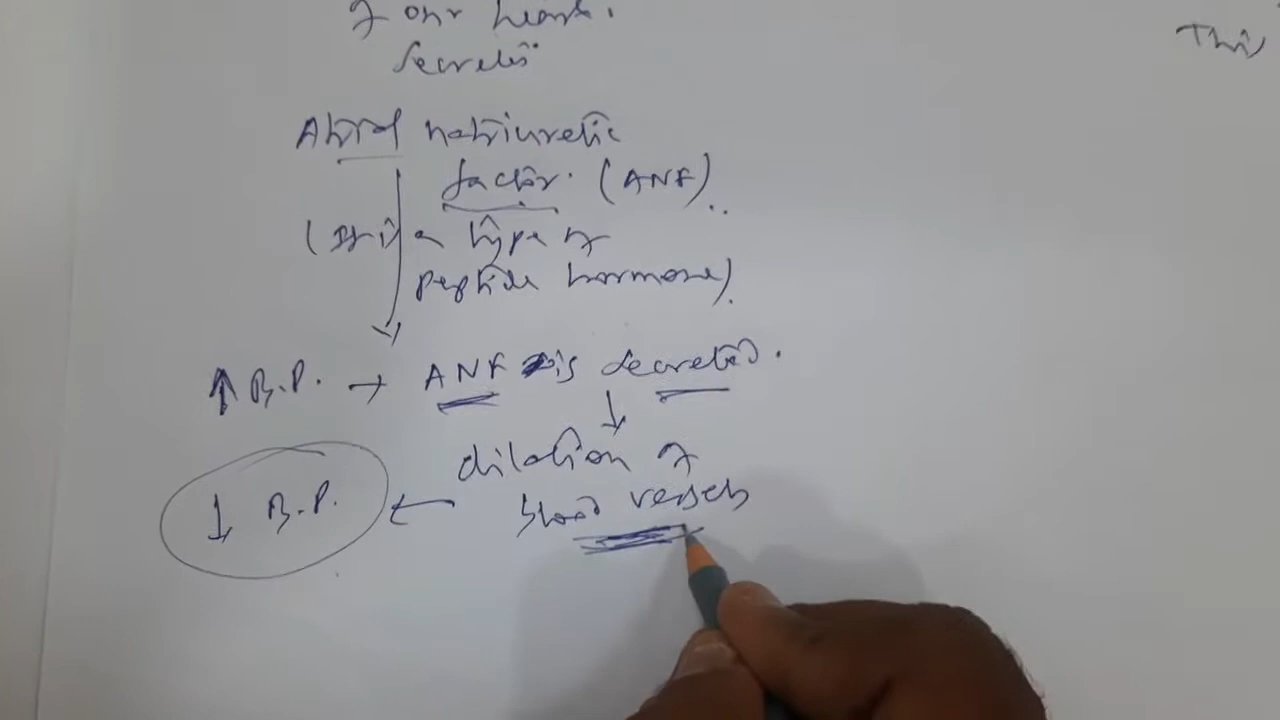 of our heart.
secretes
This
Atrial natriuretic
factor. (ANF)..
(It is a type of
peptide hormone).
↑ B.P. → ANF is secreted.
↓
dilation of
blood vessels
↓ B.P. ←